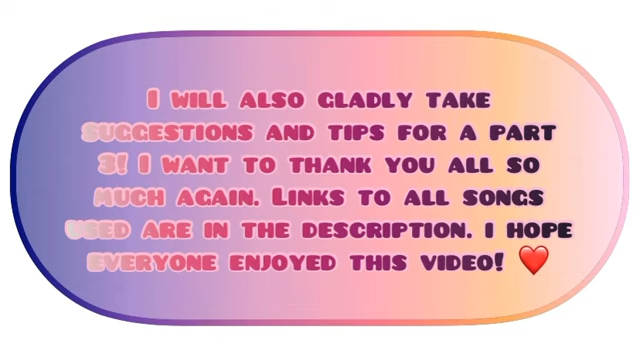 I will also gladly take
suggestions and tips for a part
3! I want to thank you all so
much again. Links to all songs
used are in the description. I hope
everyone enjoyed this video! ❤️